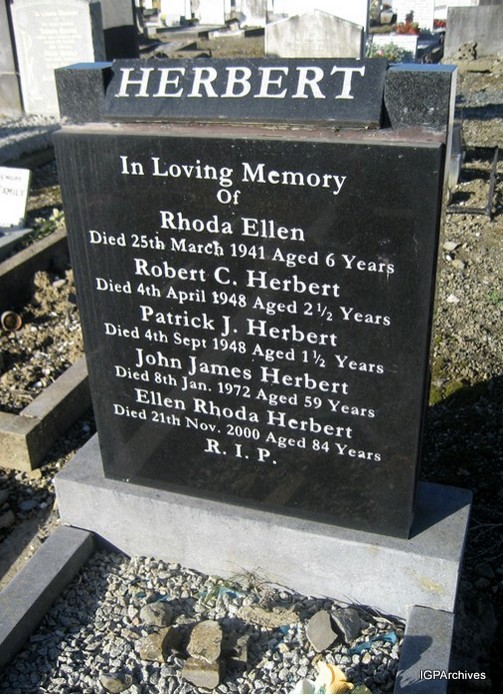 HERBERT
In Loving Memory
Of
Rhoda Ellen
Died 25th March 1941 Aged 6 Years
Robert C. Herbert
Died 4th April 1948 Aged 2½ Years
Patrick J. Herbert
Died 4th Sept 1948 Aged 1½ Years
John James Herbert
Died 8th Jan. 1972 Aged 59 Years
Ellen Rhoda Herbert
Died 21th Nov. 2000 Aged 84 Years
R. I. P.
FAMILY
IGPArchives